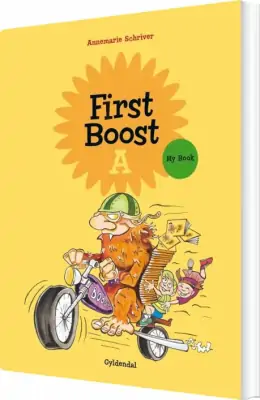 Annemarie Schriver
First
Boost
A
My Book
Gyldendal